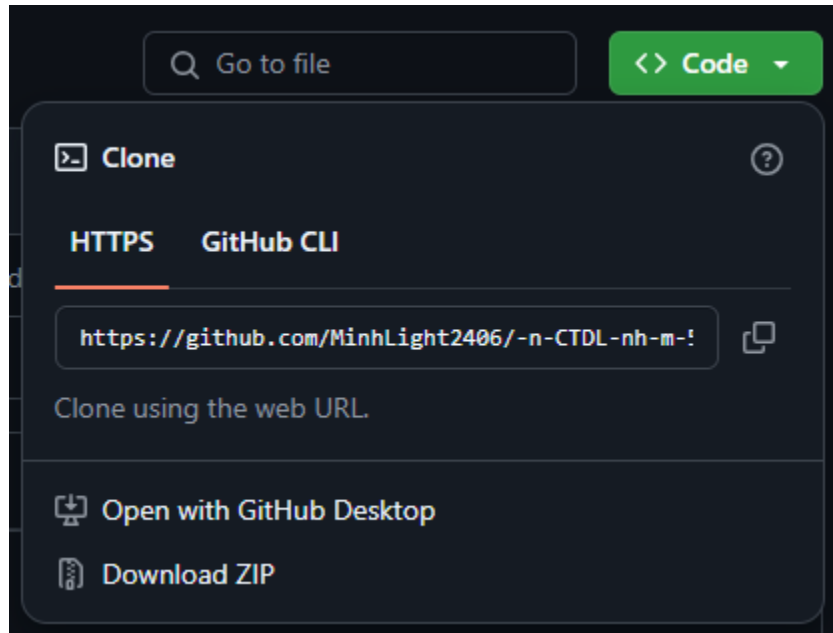 Go to file
<> Code
Clone
HTTPS GitHub CLI
https://github.com/MinhLight2406/-n-CTDL-nh-m-
Clone using the web URL.
Open with GitHub Desktop
Download ZIP